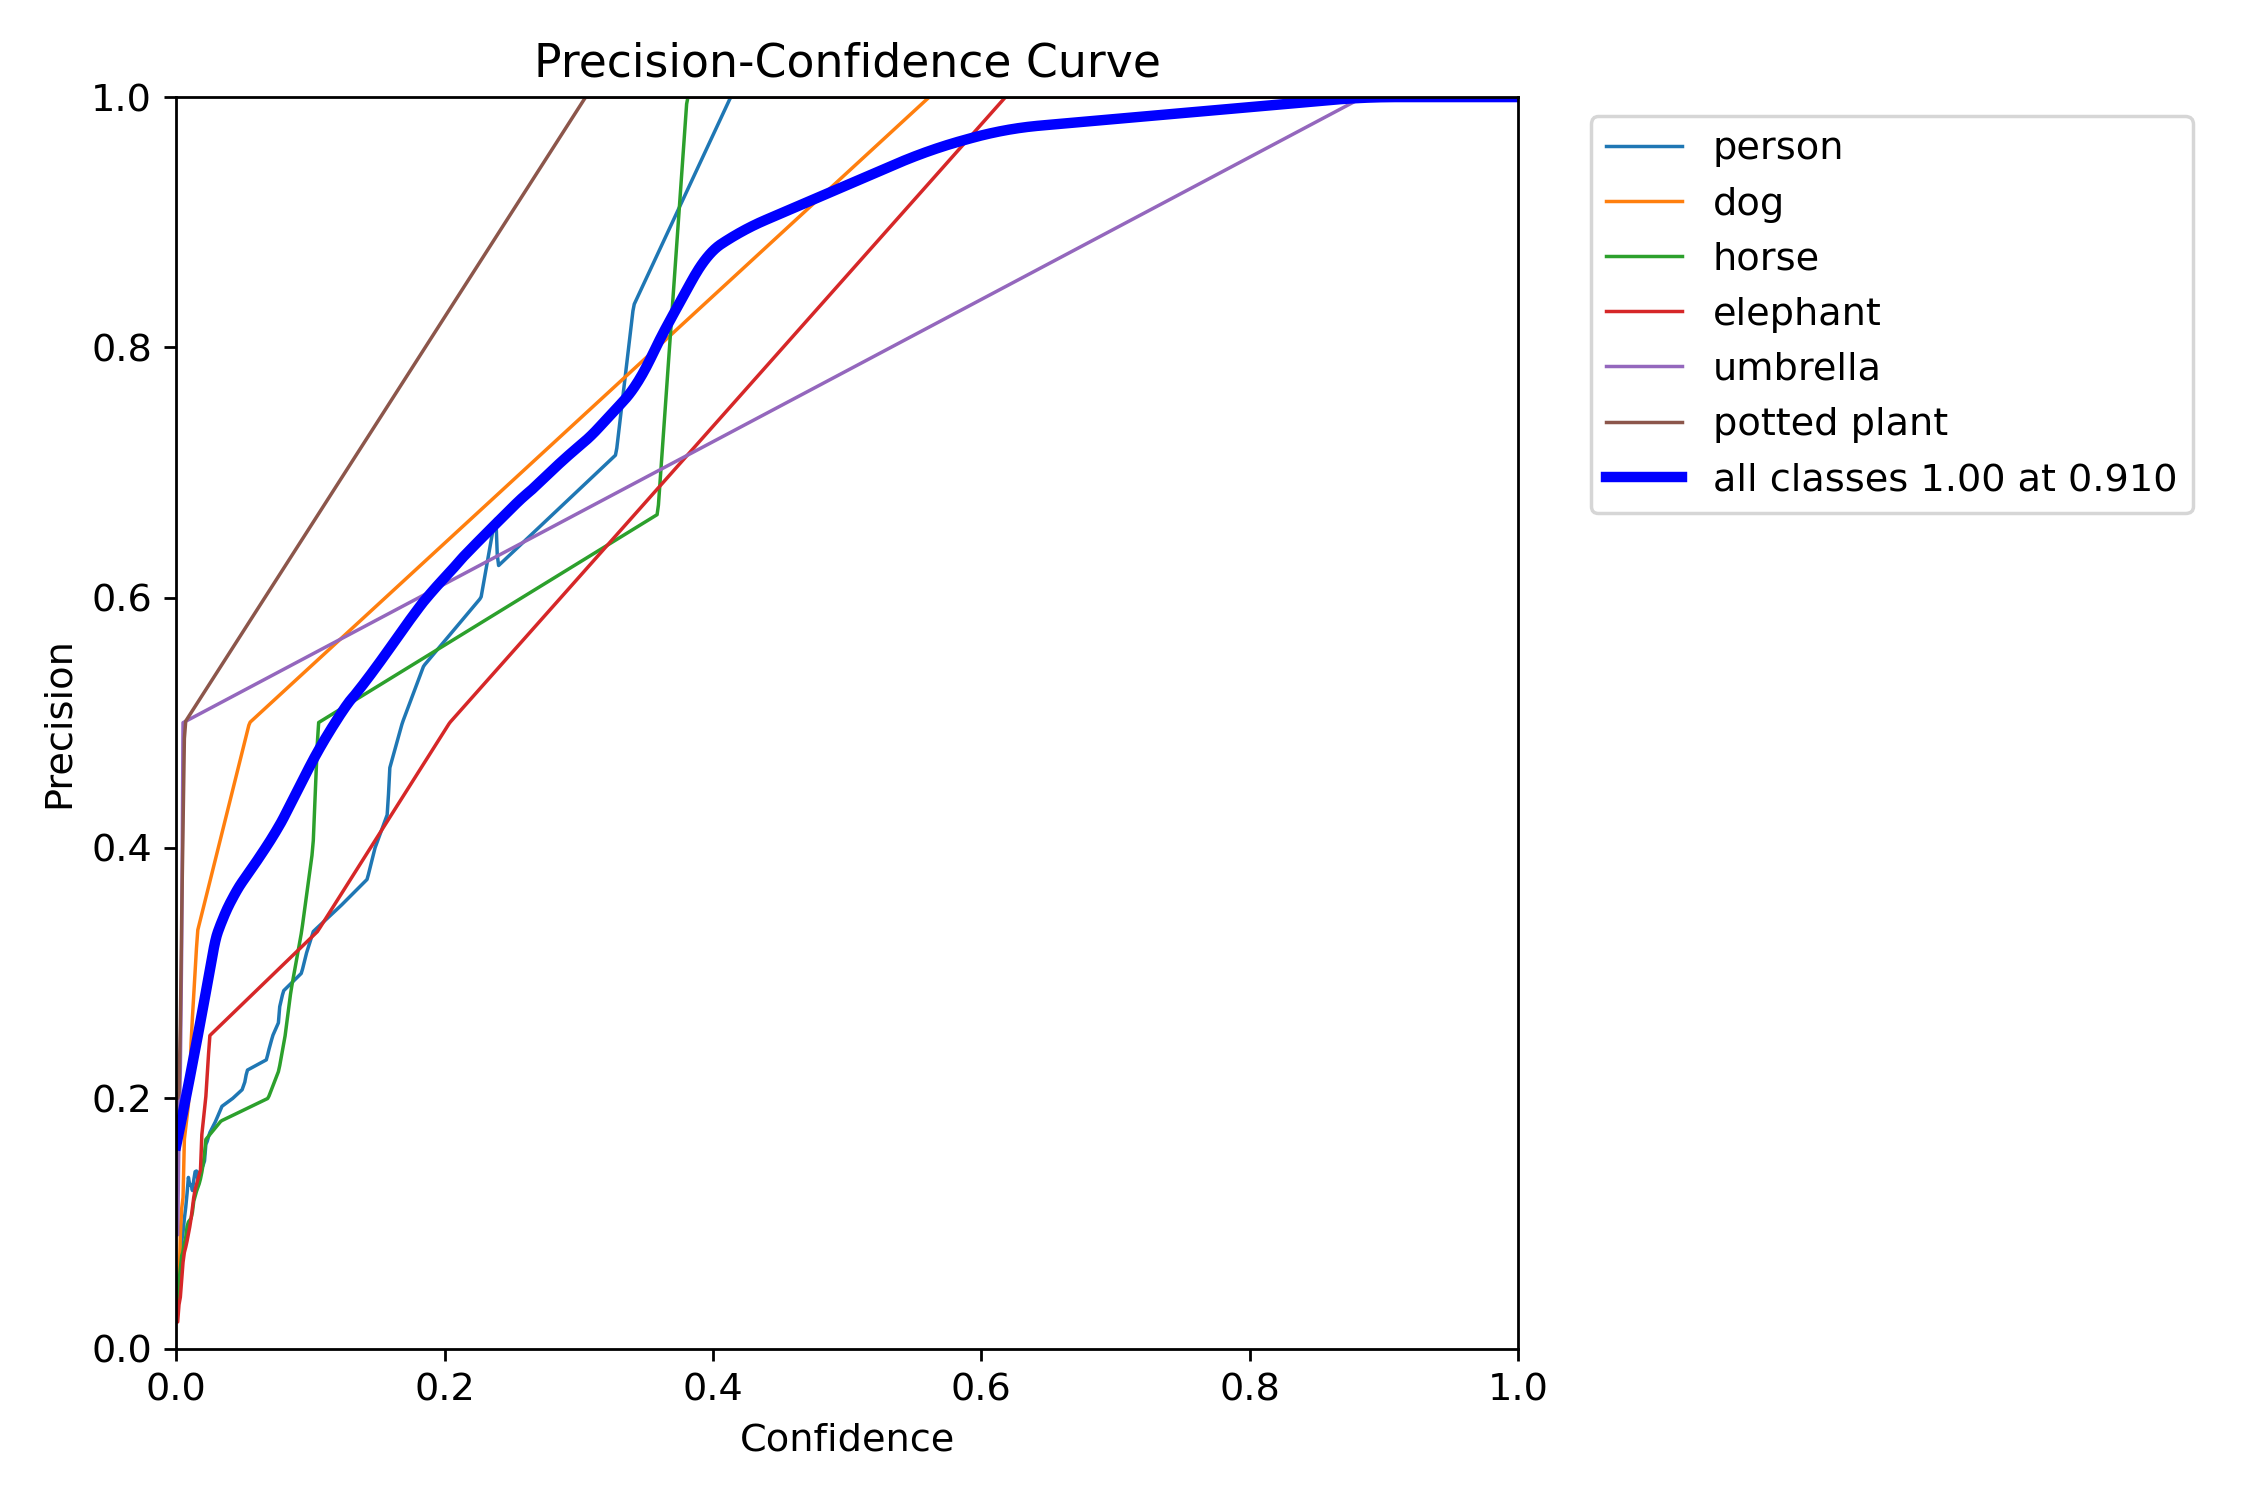 Precision-Confidence Curve
1.0
0.8
0.6
0.4
0.2
0.0
Precision
0.0 0.2 0.4 0.6 0.8 1.0
Confidence
person
dog
horse
elephant
umbrella
potted plant
all classes 1.00 at 0.910